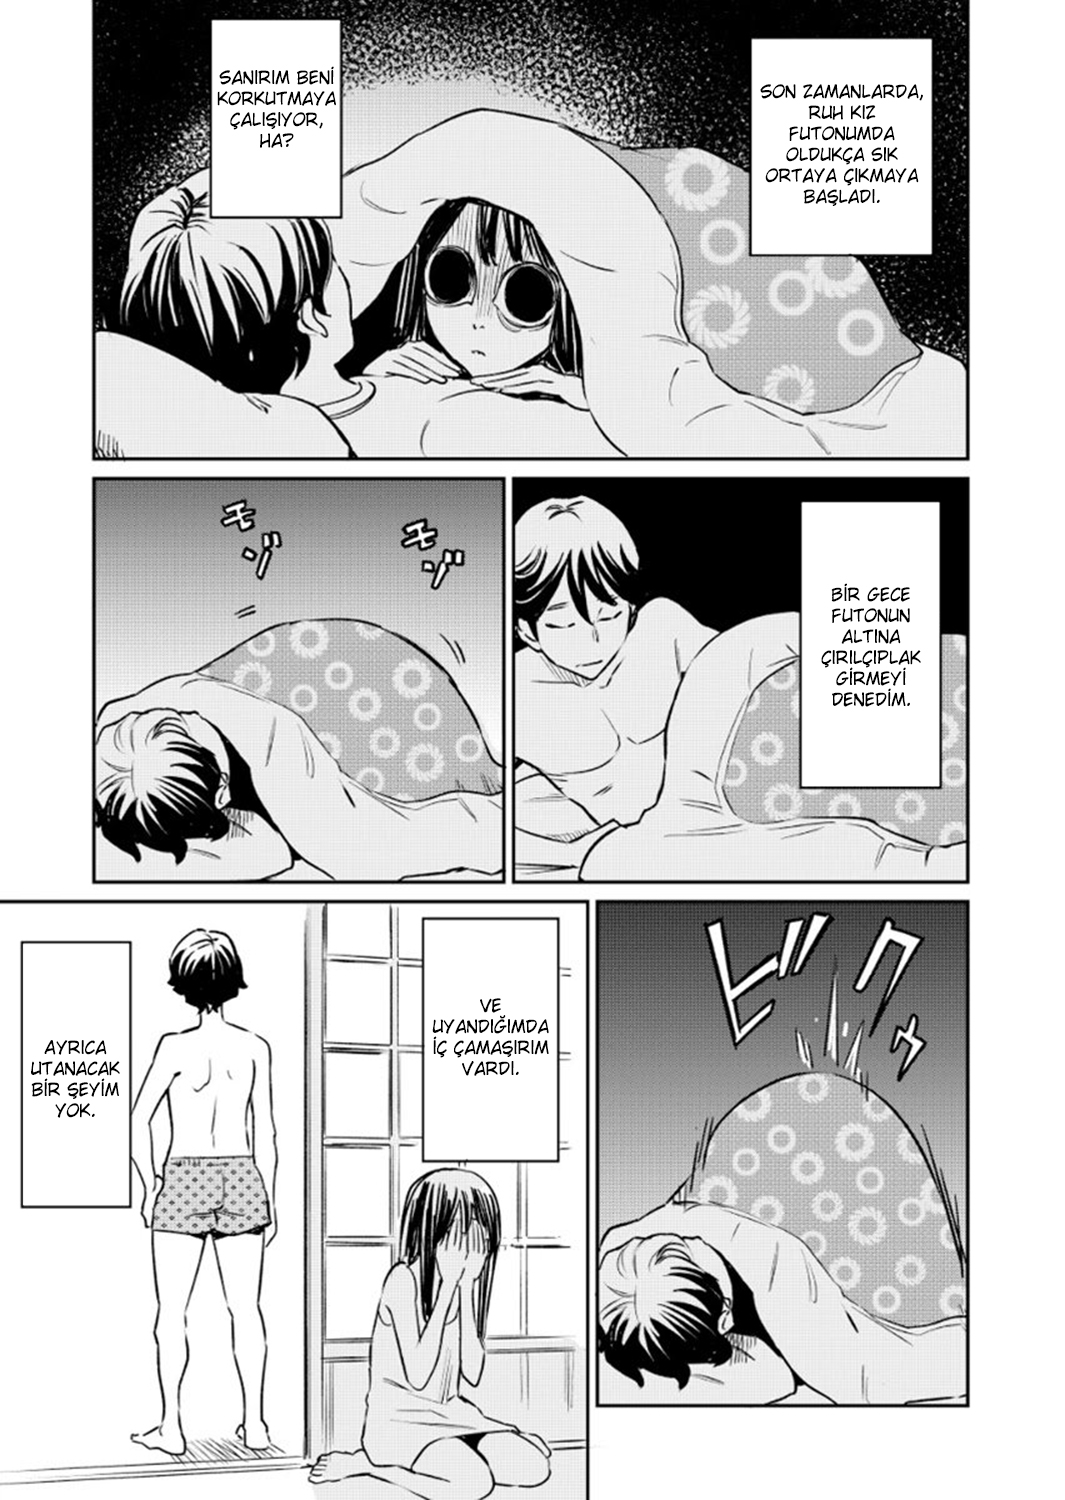 SON ZAMANLARDA,
RUH KIZ
FUTONUMDA
OLDUKÇA SIK
ORTAYA ÇIKMAYA
BAŞLADI.
SANIRIM BENİ
KORKUTMAYA
ÇALIŞIYOR,
HA?
BİR GECE
FUTONUN
ALTINA
ÇIRILÇIPLAK
GİRMEYİ
DENEDİM.
モゾ
モゾ
ビクッ
VE
UYANDIĞIMDA
İÇ ÇAMAŞIRIM
VARDI.
AYRICA
UTANACAK
BİR ŞEYİM
YOK.